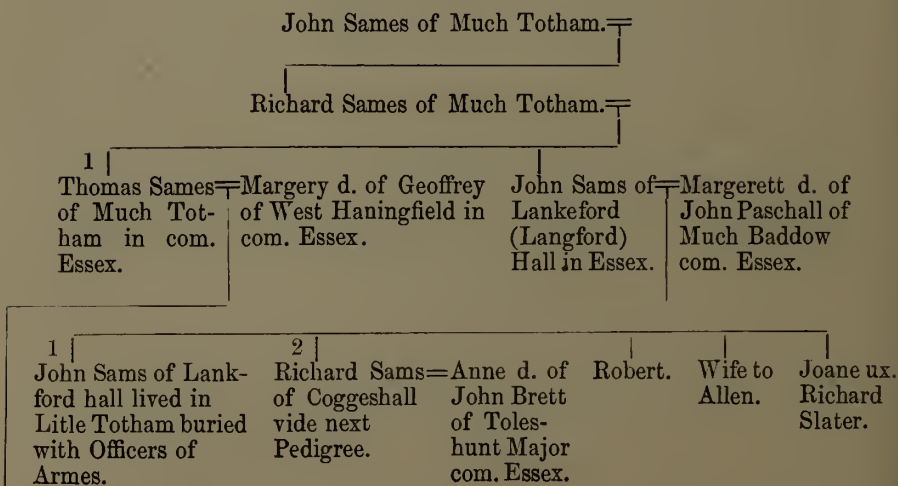 John Sames of Much Totham.
Richard Sames of Much Totham.
1
Thomas Sames
of Much Tot-
ham in com.
Essex.
Margery d. of Geoffrey
of West Haningfield in
com. Essex.
John Sams of
Lankeford
(Langford)
Hall in Essex.
Margerett d. of
John Paschall of
Much Baddow
com. Essex.
1
John Sams of Lank-
ford hall lived in
Litle Totham buried
with Officers of
Armes.
2
Richard Sams
of Coggeshall
vide next
Pedigree.
Anne d. of
John Brett
of Toles-
hunt Major
com. Essex.
Robert.
Wife to
Allen.
Joane ux.
Richard
Slater.